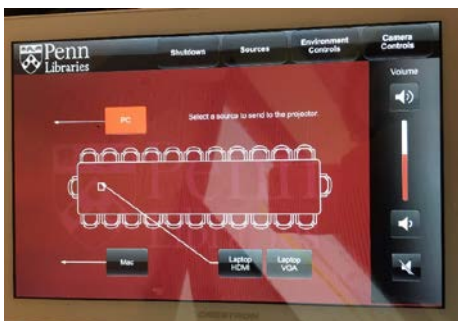 Penn
Libraries
Shutdown
Sources
Environment
Controls
Camera
Controls
Volume
PC
Select a source to send to the projector.
Mac
Laptop
HDMI
Laptop
VGA
CRESTRON